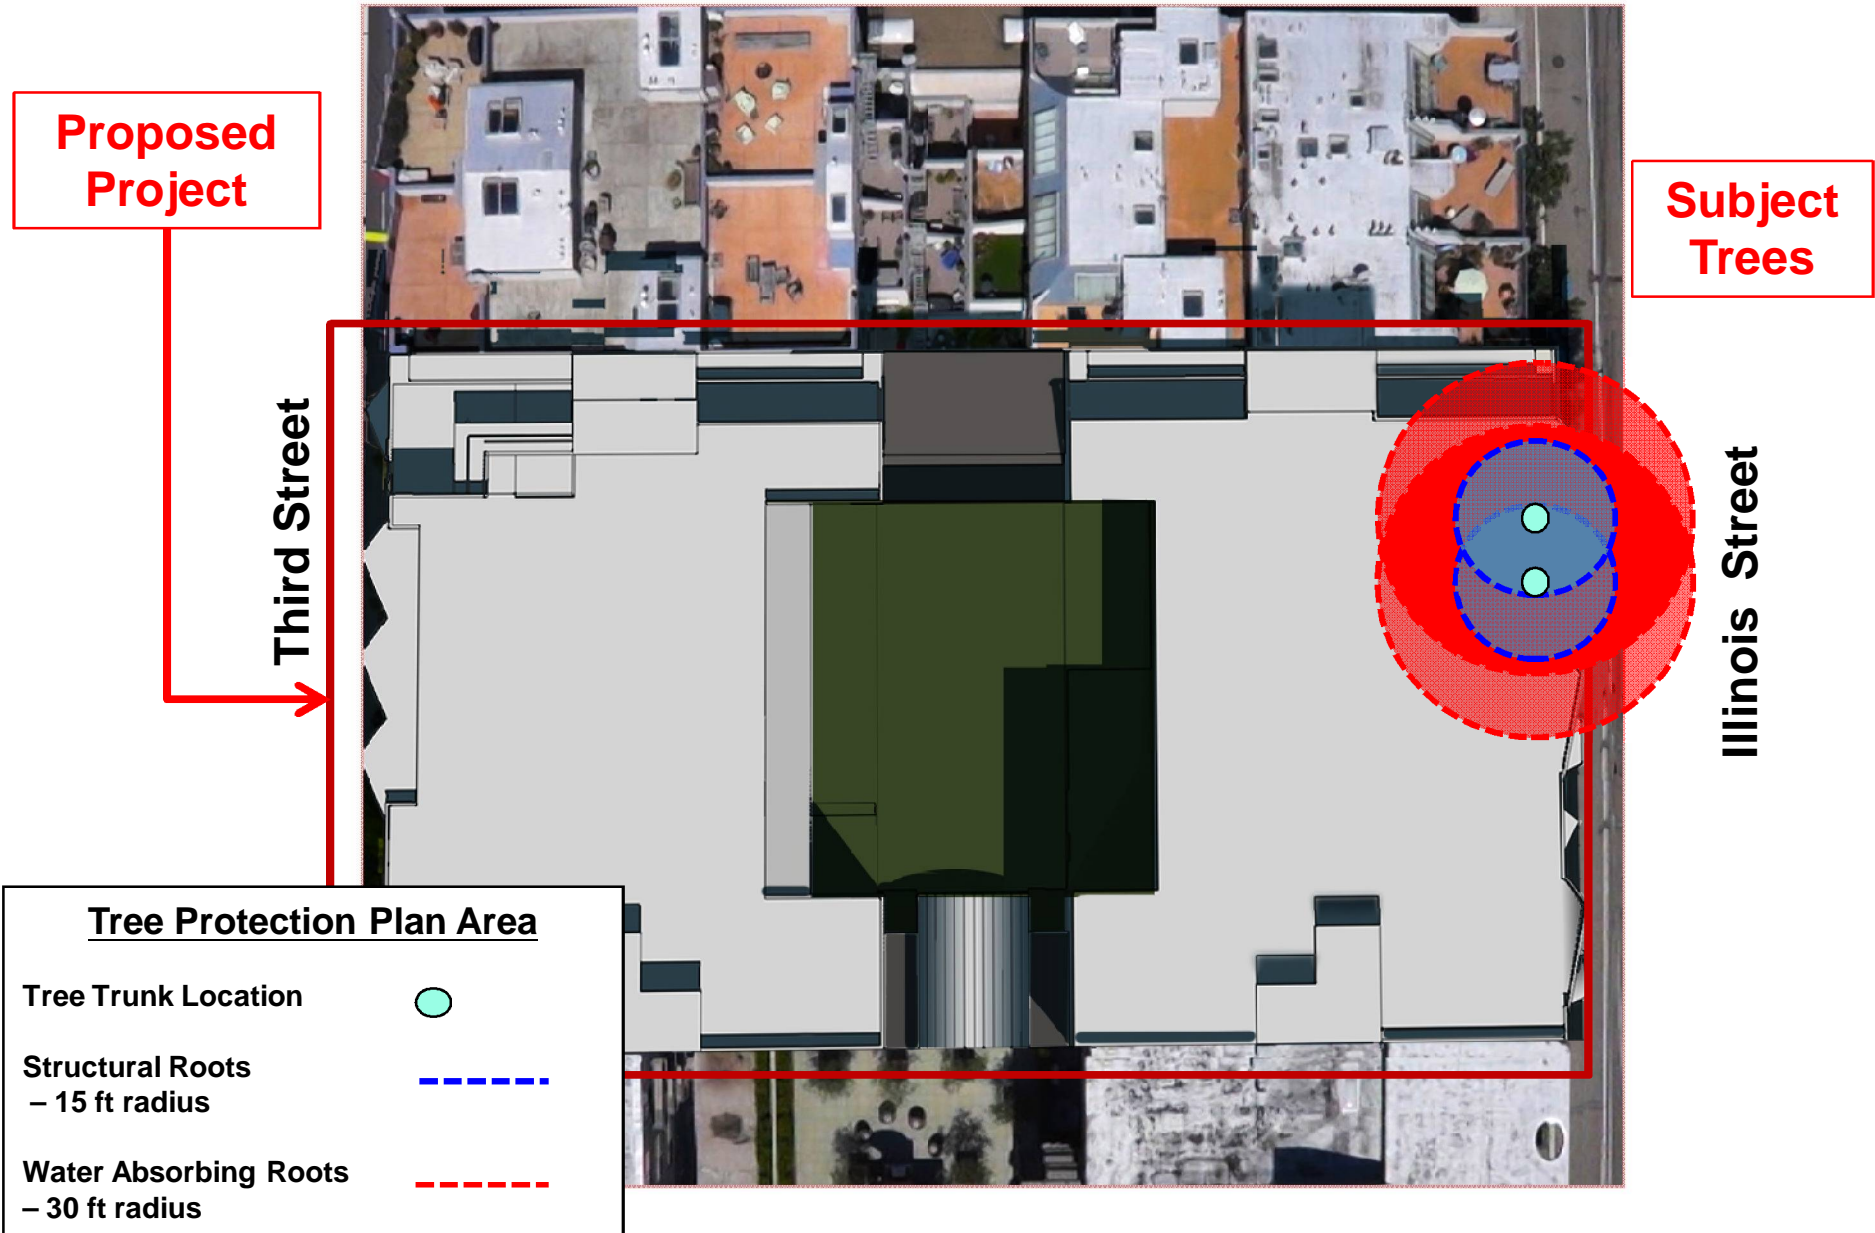 Proposed
Project
Subject
Trees
Third Street
Illinois Street
Tree Protection Plan Area
Tree Trunk Location
Structural Roots
– 15 ft radius
Water Absorbing Roots
– 30 ft radius